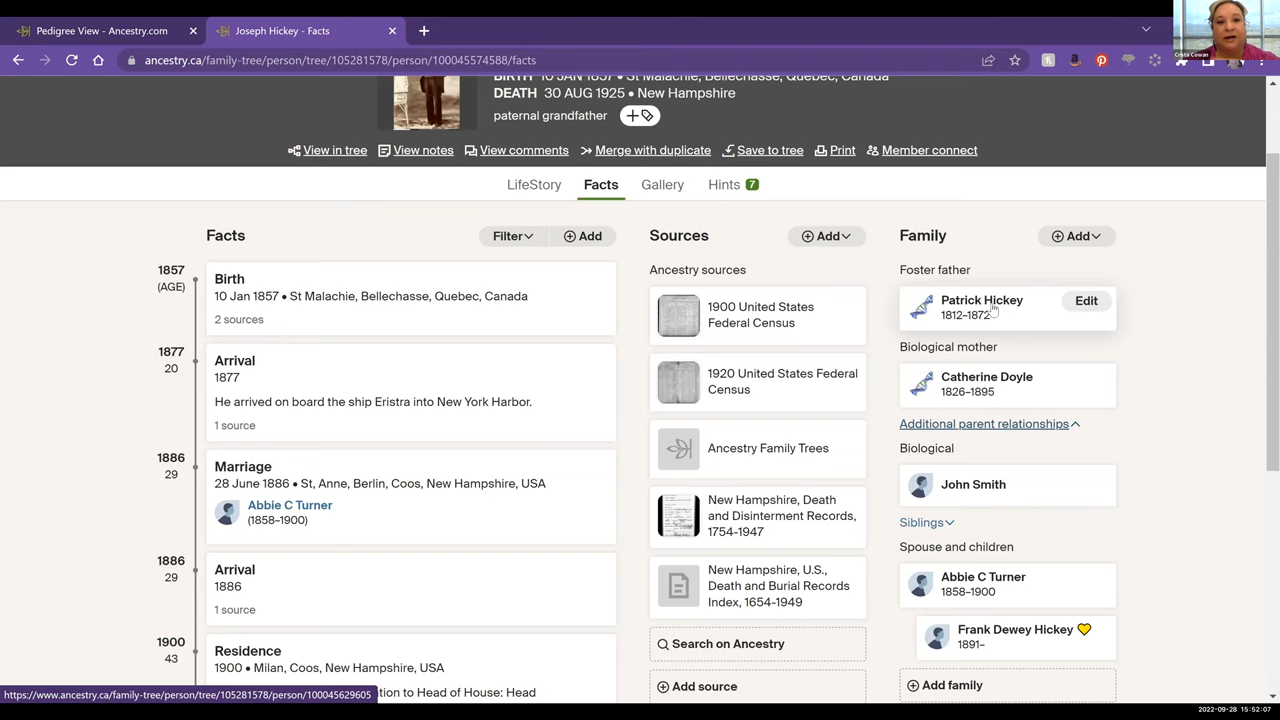 Pedigree View - Ancestry.com
Joseph Hickey - Facts
ancestry.ca/family-tree/person/tree/105281578/person/100045574588/facts
Crista Cowan
BIRTH 10 JAN 1857 • St Malachie, Bellechasse, Quebec, Canada
DEATH 30 AUG 1925 • New Hampshire
paternal grandfather
View in tree View notes View comments Merge with duplicate Save to tree Print Member connect
LifeStory Facts Gallery Hints 7
Facts
Filter Add
1857
(AGE)
Birth
10 Jan 1857 • St Malachie, Bellechasse, Quebec, Canada
2 sources
1877
20
Arrival
1877
He arrived on board the ship Eristra into New York Harbor.
1 source
1886
29
Marriage
28 June 1886 • St, Anne, Berlin, Coos, New Hampshire, USA
Abbie C Turner
(1858–1900)
1886
29
Arrival
1886
1 source
1900
43
Residence
1900 • Milan, Coos, New Hampshire, USA
tion to Head of House: Head
Sources
Add
Ancestry sources
1900 United States
Federal Census
1920 United States Federal
Census
Ancestry Family Trees
New Hampshire, Death
and Disinterment Records,
1754-1947
New Hampshire, U.S.,
Death and Burial Records
Index, 1654-1949
Search on Ancestry
Add source
Family
Add
Foster father
Patrick Hickey
1812–1872
Edit
Biological mother
Catherine Doyle
1826–1895
Additional parent relationships
Biological
John Smith
Siblings
Spouse and children
Abbie C Turner
1858–1900
Frank Dewey Hickey
1891–
Add family
https://www.ancestry.ca/family-tree/person/tree/105281578/person/100045629605
2022-09-28 15:52:07